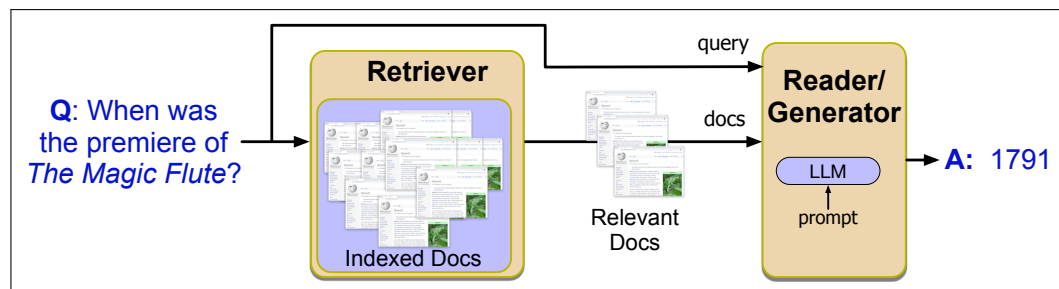 Q: When was
the premiere of
The Magic Flute?
Retriever
Indexed Docs
query
docs
Relevant
Docs
Reader/
Generator
LLM
prompt
A: 1791